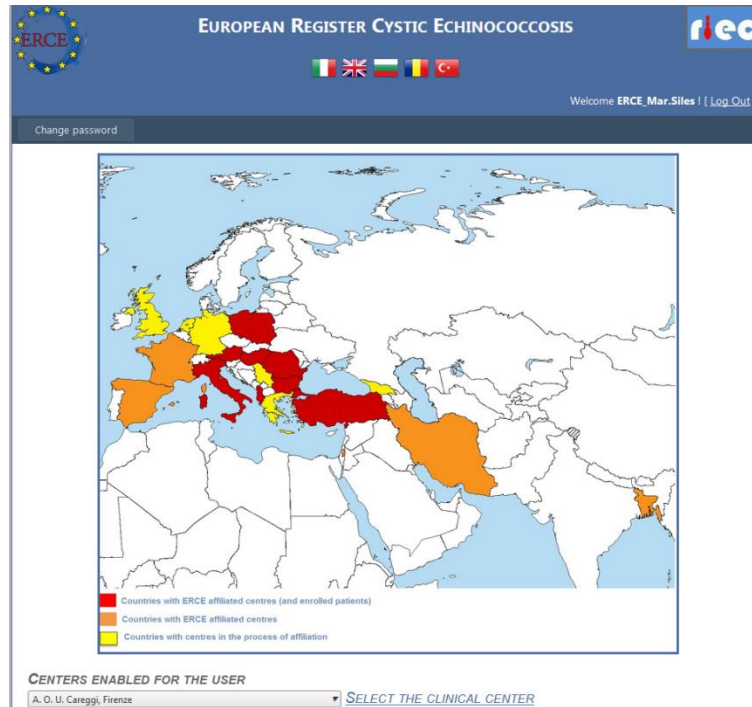 ERCE
EUROPEAN REGISTER CYSTIC ECHINOCOCCOSIS
riec
Welcome ERCE_Mar.Siles ! [ Log Out
Change password
Countries with ERCE affiliated centres (and enrolled patients)
Countries with ERCE affiliated centres
Countries with centres in the process of affiliation
CENTERS ENABLED FOR THE USER
A. O. U. Careggi, Firenze SELECT THE CLINICAL CENTER